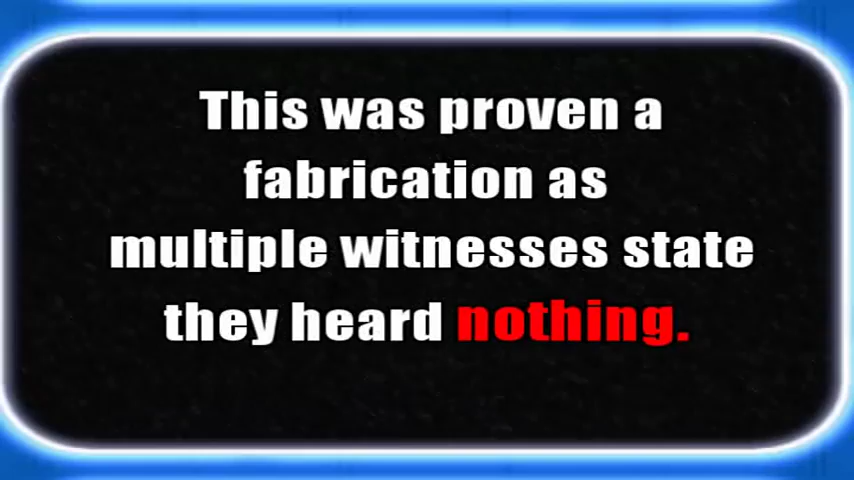 This was proven a
fabrication as
multiple witnesses state
they heard nothing.